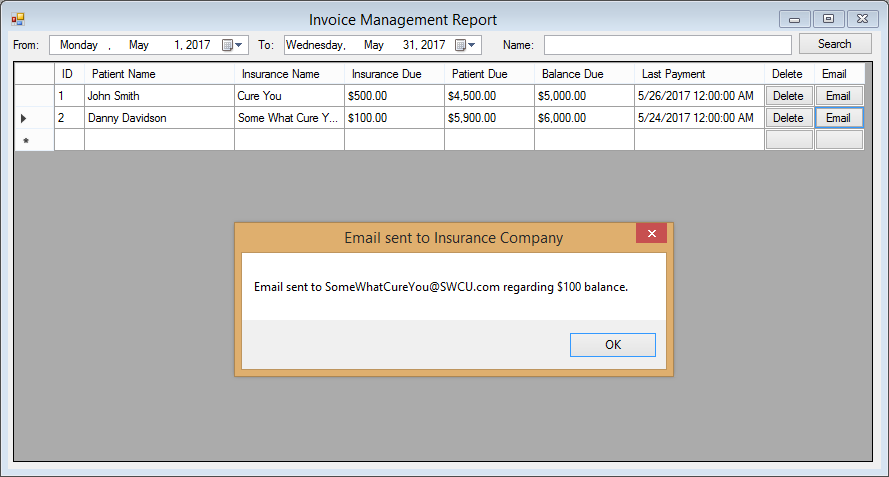 Invoice Management Report
From: Monday , May 1, 2017 To: Wednesday, May 31, 2017 Name: Search
ID Patient Name Insurance Name Insurance Due Patient Due Balance Due Last Payment Delete Email
1 John Smith Cure You $500.00 $4,500.00 $5,000.00 5/26/2017 12:00:00 AM Delete Email
2 Danny Davidson Some What Cure Y... $100.00 $5,900.00 $6,000.00 5/24/2017 12:00:00 AM Delete Email
Email sent to Insurance Company
Email sent to SomeWhatCureYou@SWCU.com regarding $100 balance.
OK